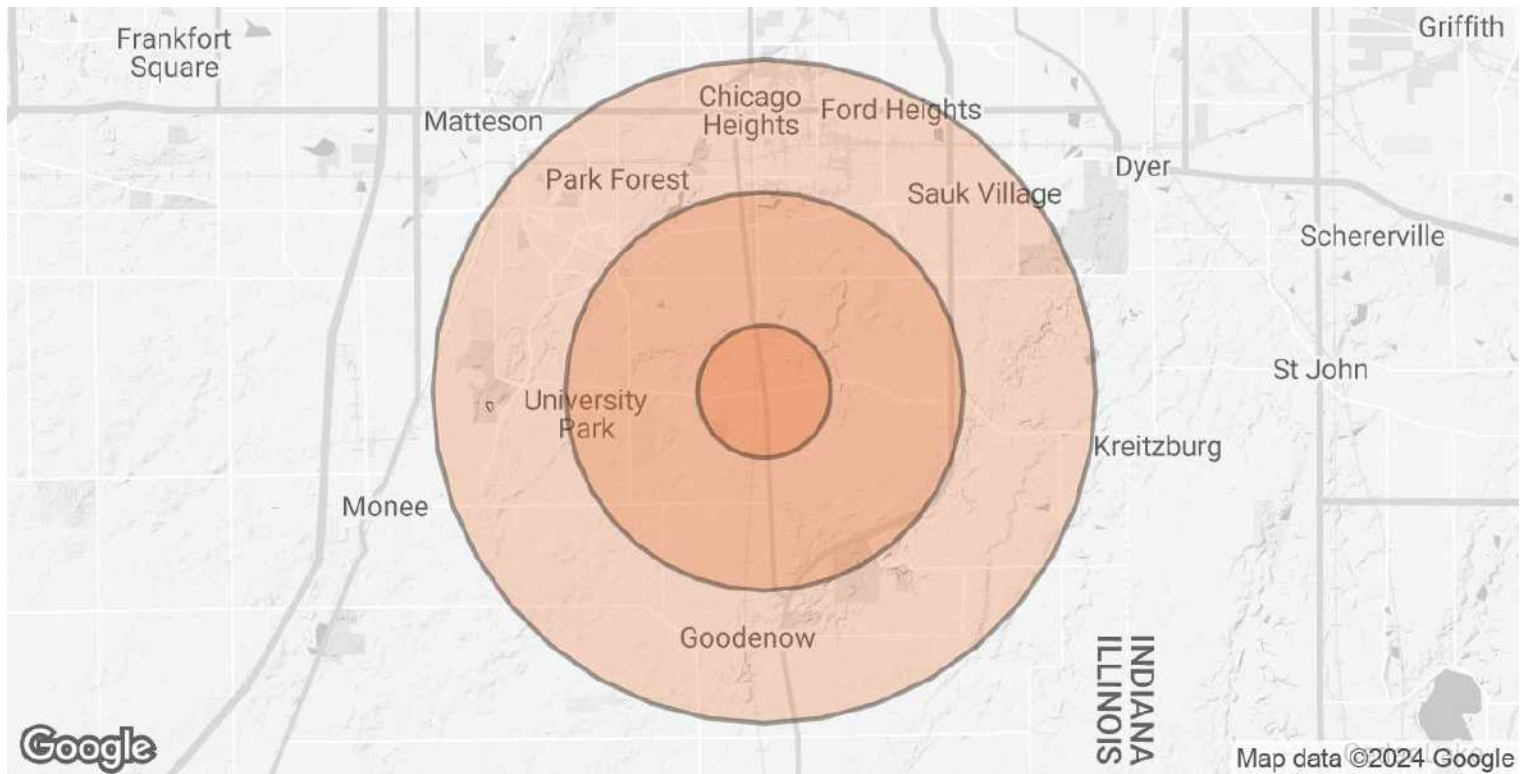 Frankfort
Square
Griffith
Matteson
Chicago
Heights
Ford Heights
Park Forest
Dyer
Sauk Village
Schererville
St John
University
Park
Kreitzburg
Monee
Goodenow
INDIANA
ILLINOIS
Google
Map data ©2024 Google